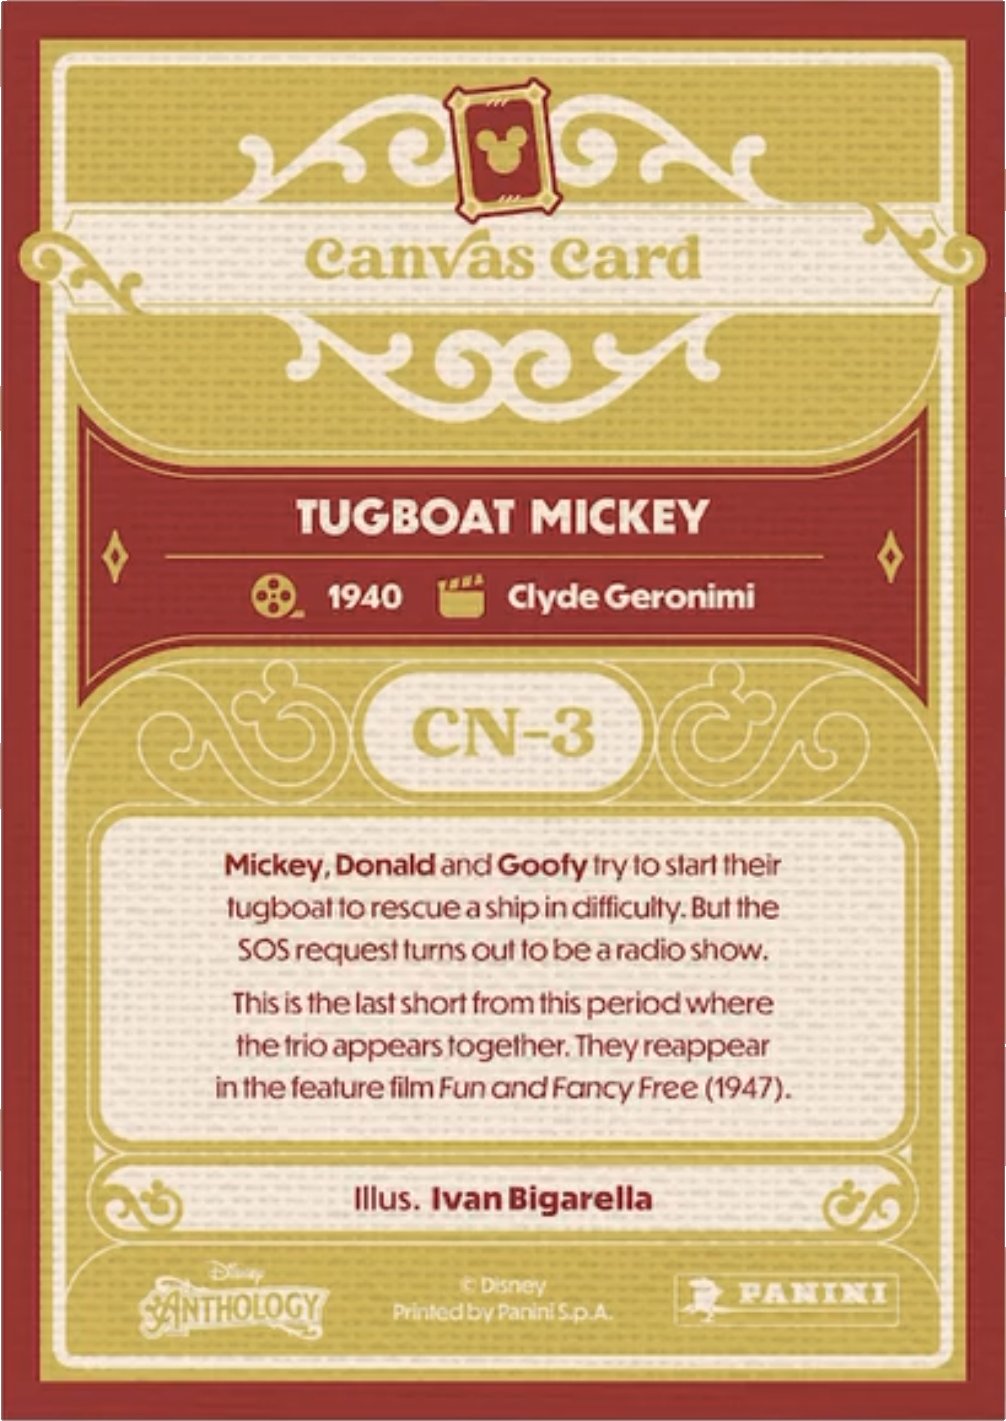 Canvas Card
TUGBOAT MICKEY
1940 Clyde Geronimi
CN-3
Mickey, Donald and Goofy try to start their
tugboat to rescue a ship in difficulty. But the
SOS request turns out to be a radio show.
This is the last short from this period where
the trio appears together. They reappear
in the feature film Fun and Fancy Free (1947).
Illus. Ivan Bigarella
Disney
ANTHOLOGY
© Disney
Printed by Panini S.p.A.
PANINI